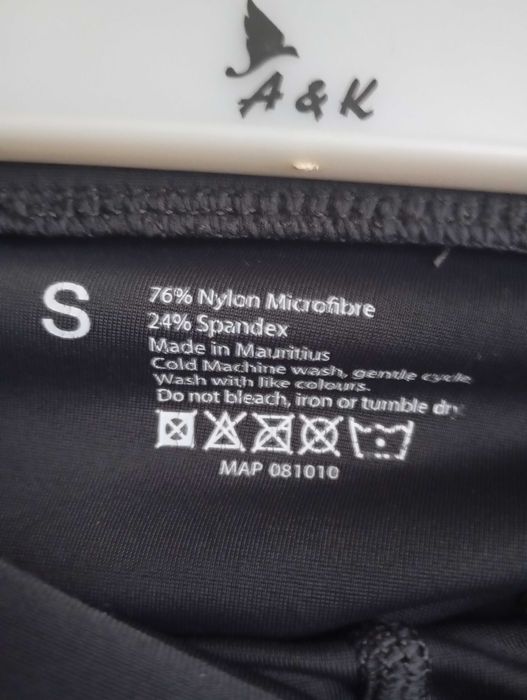 A & K
S
76% Nylon Microfibre
24% Spandex
Made in Mauritius
Cold Machine wash, gentle cycle
Wash with like colours.
Do not bleach, iron or tumble dry
MAP 081010